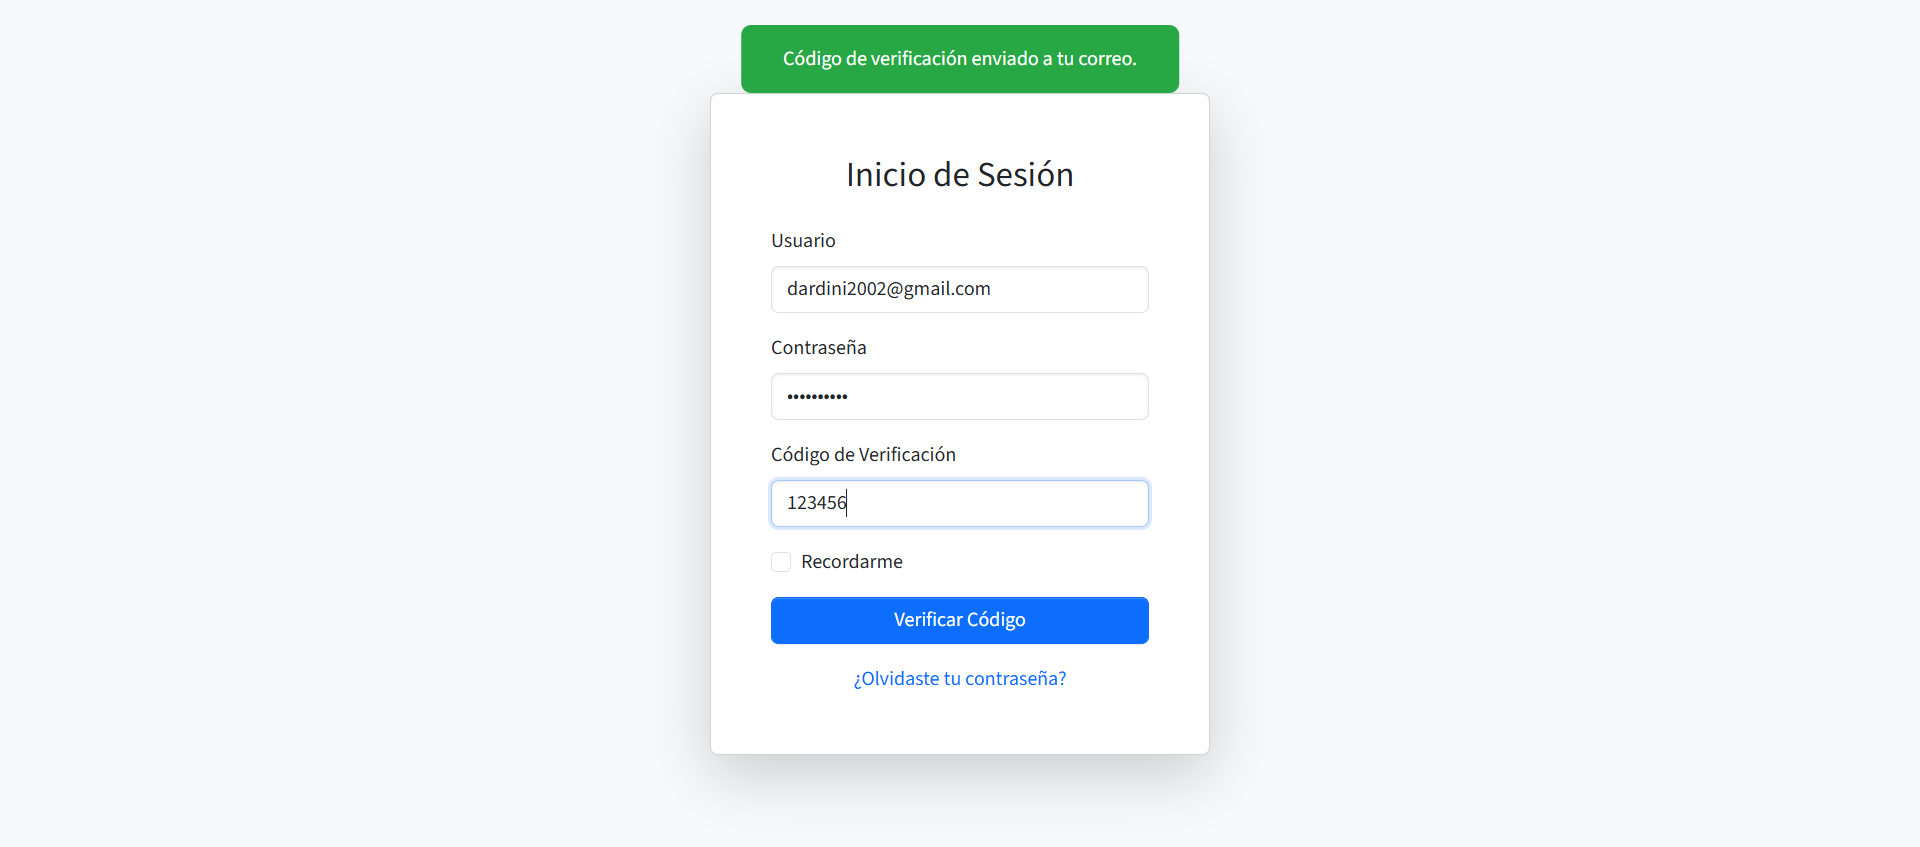 Código de verificación enviado a tu correo.
Inicio de Sesión
Usuario
dardini2002@gmail.com
Contraseña
••••••••••
Código de Verificación
123456
Recordarme
Verificar Código
¿Olvidaste tu contraseña?